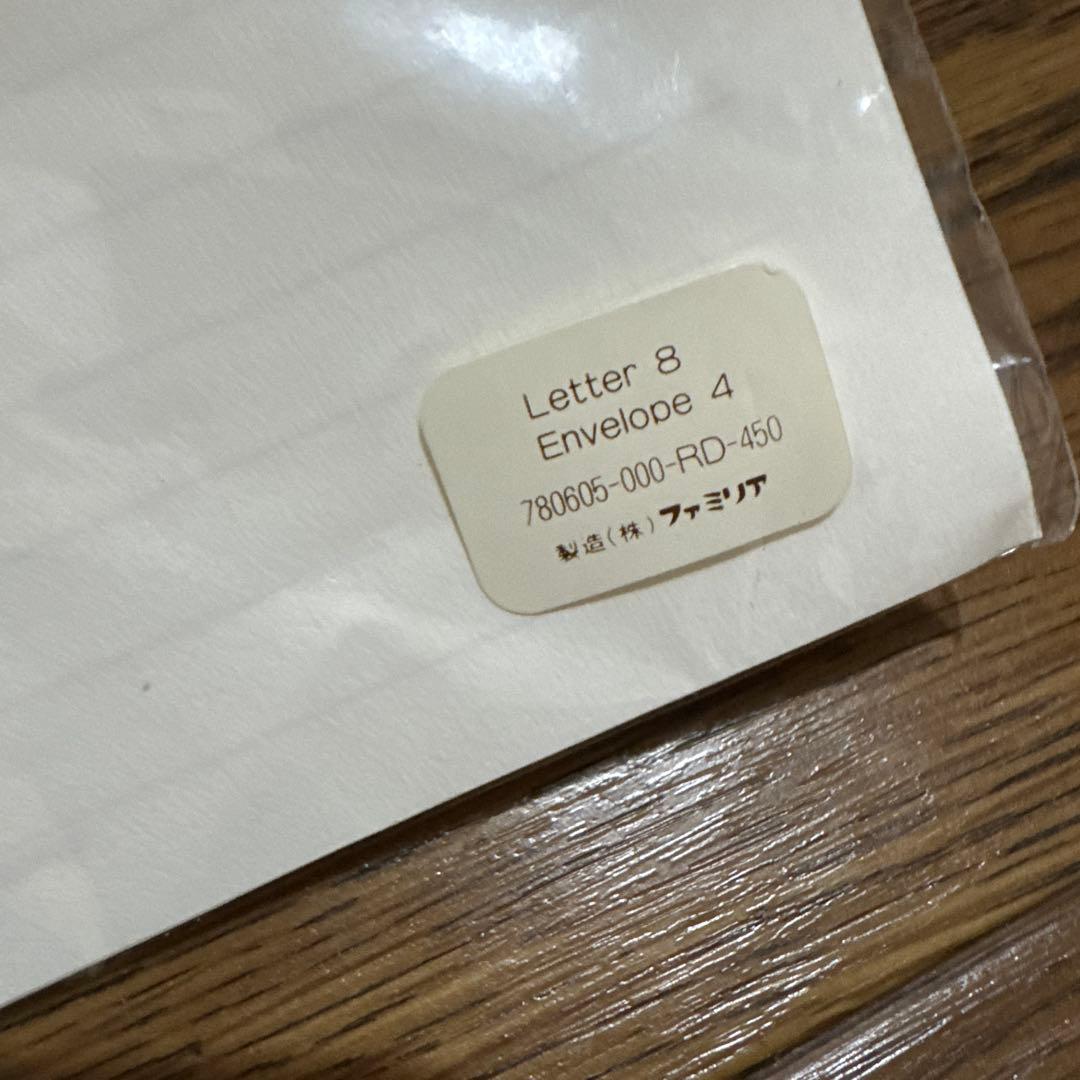 Letter 8
Envelope 4
780605-000-RD-450
製造(株)ファミリア